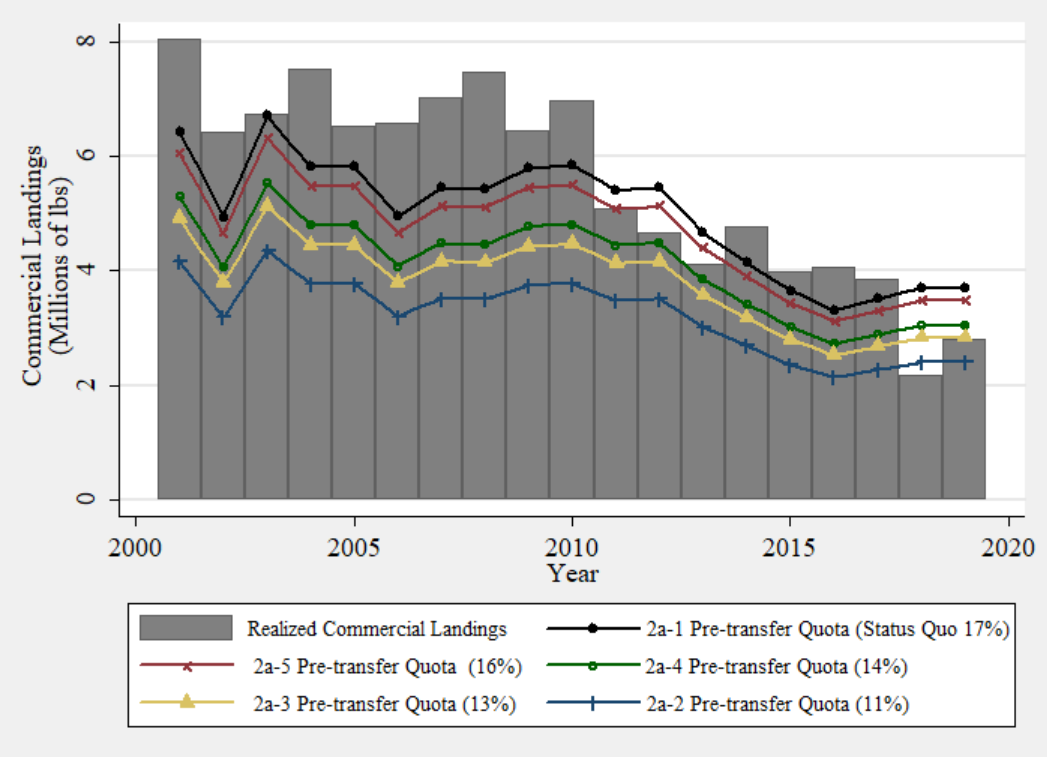 Commercial Landings
(Millions of lbs)
8
6
4
2
0
2000 2005 2010 2015 2020
Year
Realized Commercial Landings
2a-1 Pre-transfer Quota (Status Quo 17%)
2a-5 Pre-transfer Quota (16%)
2a-4 Pre-transfer Quota (14%)
2a-3 Pre-transfer Quota (13%)
2a-2 Pre-transfer Quota (11%)